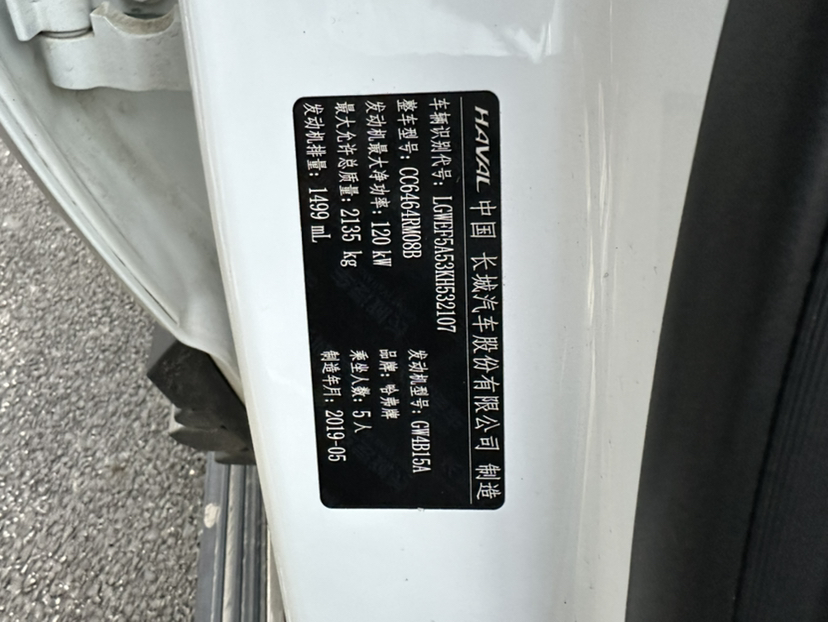 HAVAL 中国 长城汽车股份有限公司 制造
车辆识别代号: LGWEF5A53KH532107
整车型号: CC6464RM08B 发动机型号: GW4B15A
发动机最大净功率: 120 kW 品牌: 哈弗牌
最大允许总质量: 2135 kg 乘坐人数: 5 人
发动机排量: 1499 mL 制造年月: 2019-05